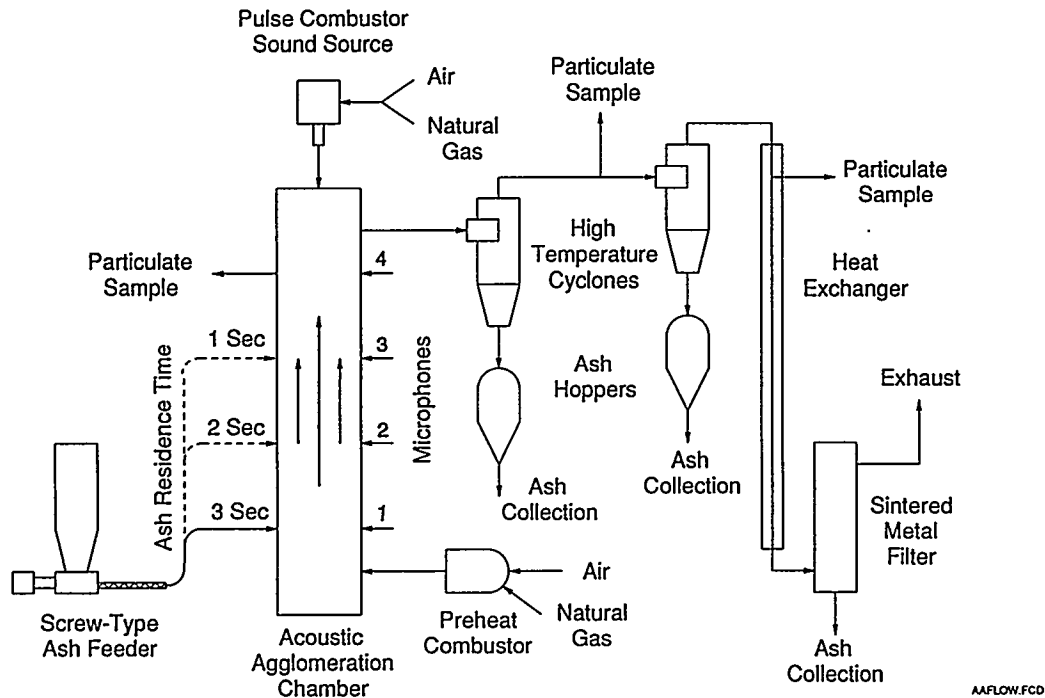 Pulse Combustor
Sound Source
Air
Natural
Gas
Particulate
Sample
Particulate
Sample
High
Temperature
Cyclones
Heat
Exchanger
Particulate
Sample
4
3
2
1
Microphones
1 Sec
2 Sec
3 Sec
Ash Residence Time
Ash
Hoppers
Exhaust
Ash
Collection
Ash
Collection
Sintered
Metal
Filter
Air
Natural
Gas
Preheat
Combustor
Screw-Type
Ash Feeder
Acoustic
Agglomeration
Chamber
Ash
Collection
AAFLOW.FCD